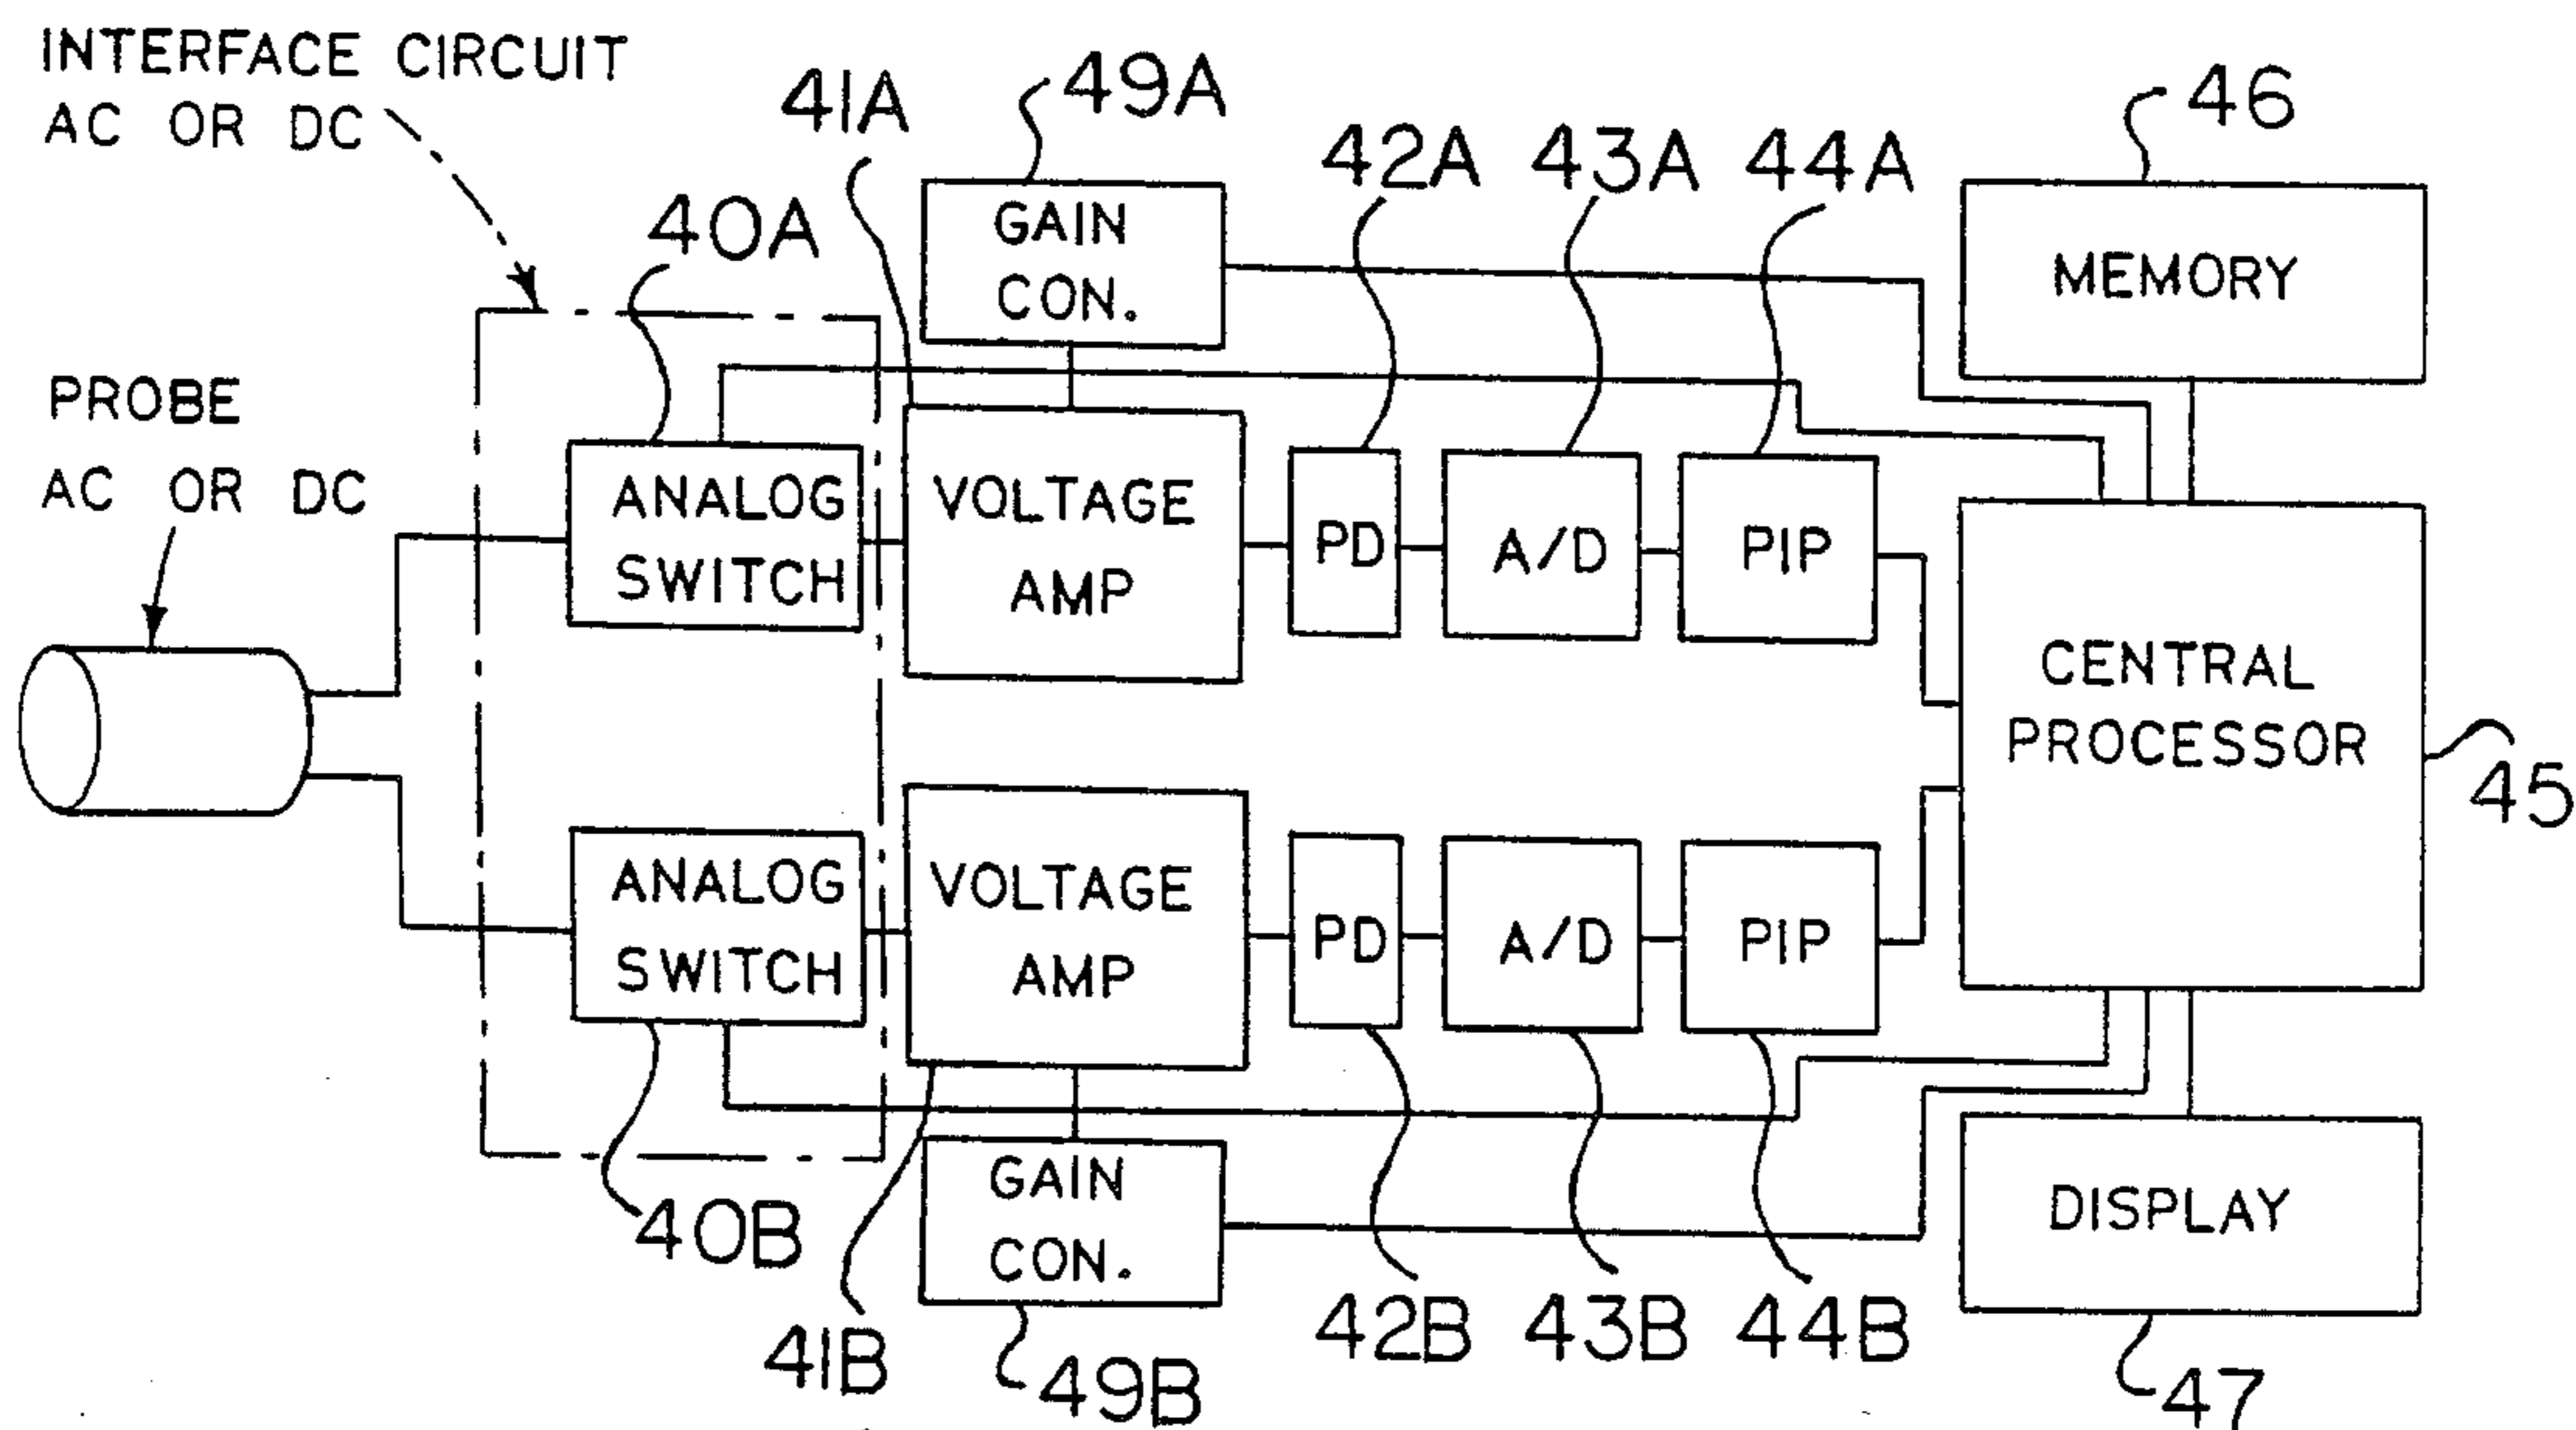 INTERFACE CIRCUIT
AC OR DC
41A
49A
46
42A
43A
44A
40A
GAIN
CON.
MEMORY
PROBE
AC OR DC
ANALOG
SWITCH
VOLTAGE
AMP
PD
A/D
PIP
CENTRAL
PROCESSOR
45
ANALOG
SWITCH
VOLTAGE
AMP
PD
A/D
PIP
GAIN
CON.
DISPLAY
40B
41B
49B
42B
43B
44B
47